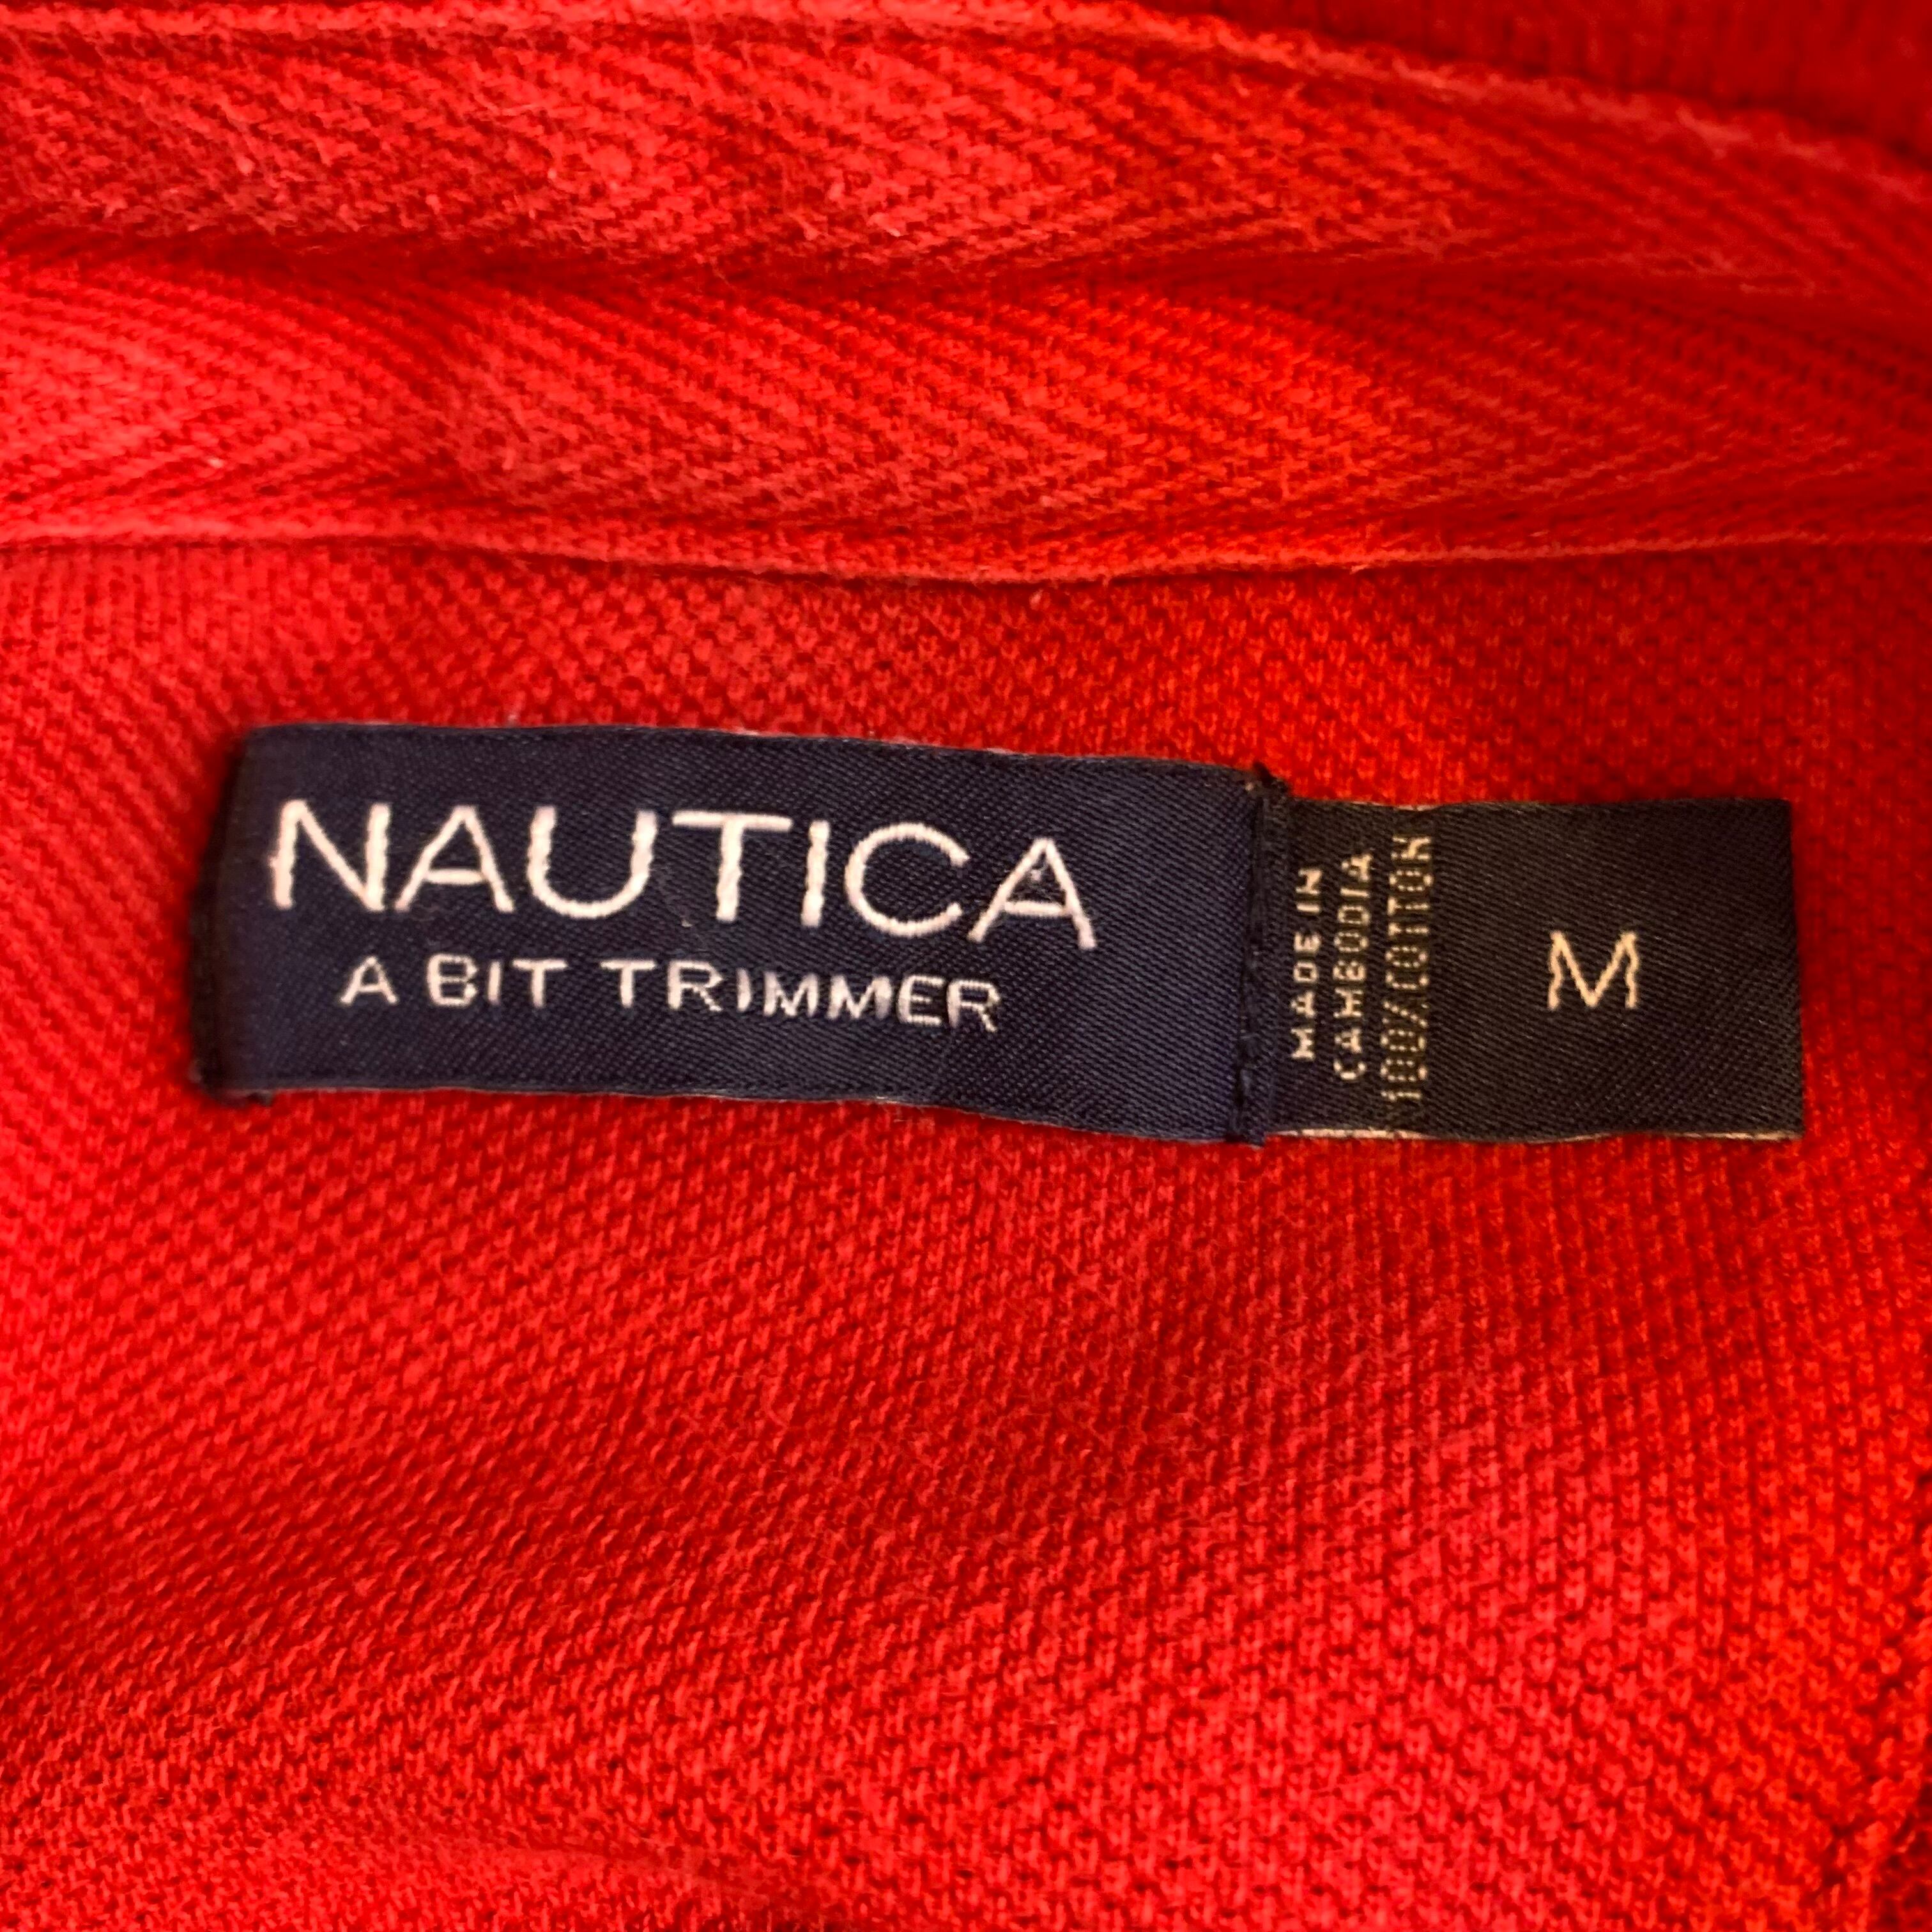 NAUTICA
A BIT TRIMMER
MADE IN
CAMBODIA
100% COTTON
M